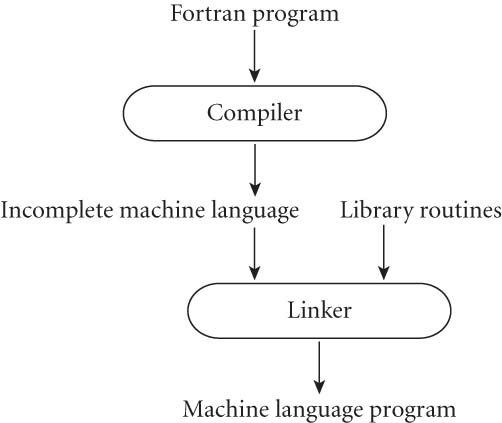 Fortran program
Compiler
Incomplete machine language
Library routines
Linker
Machine language program